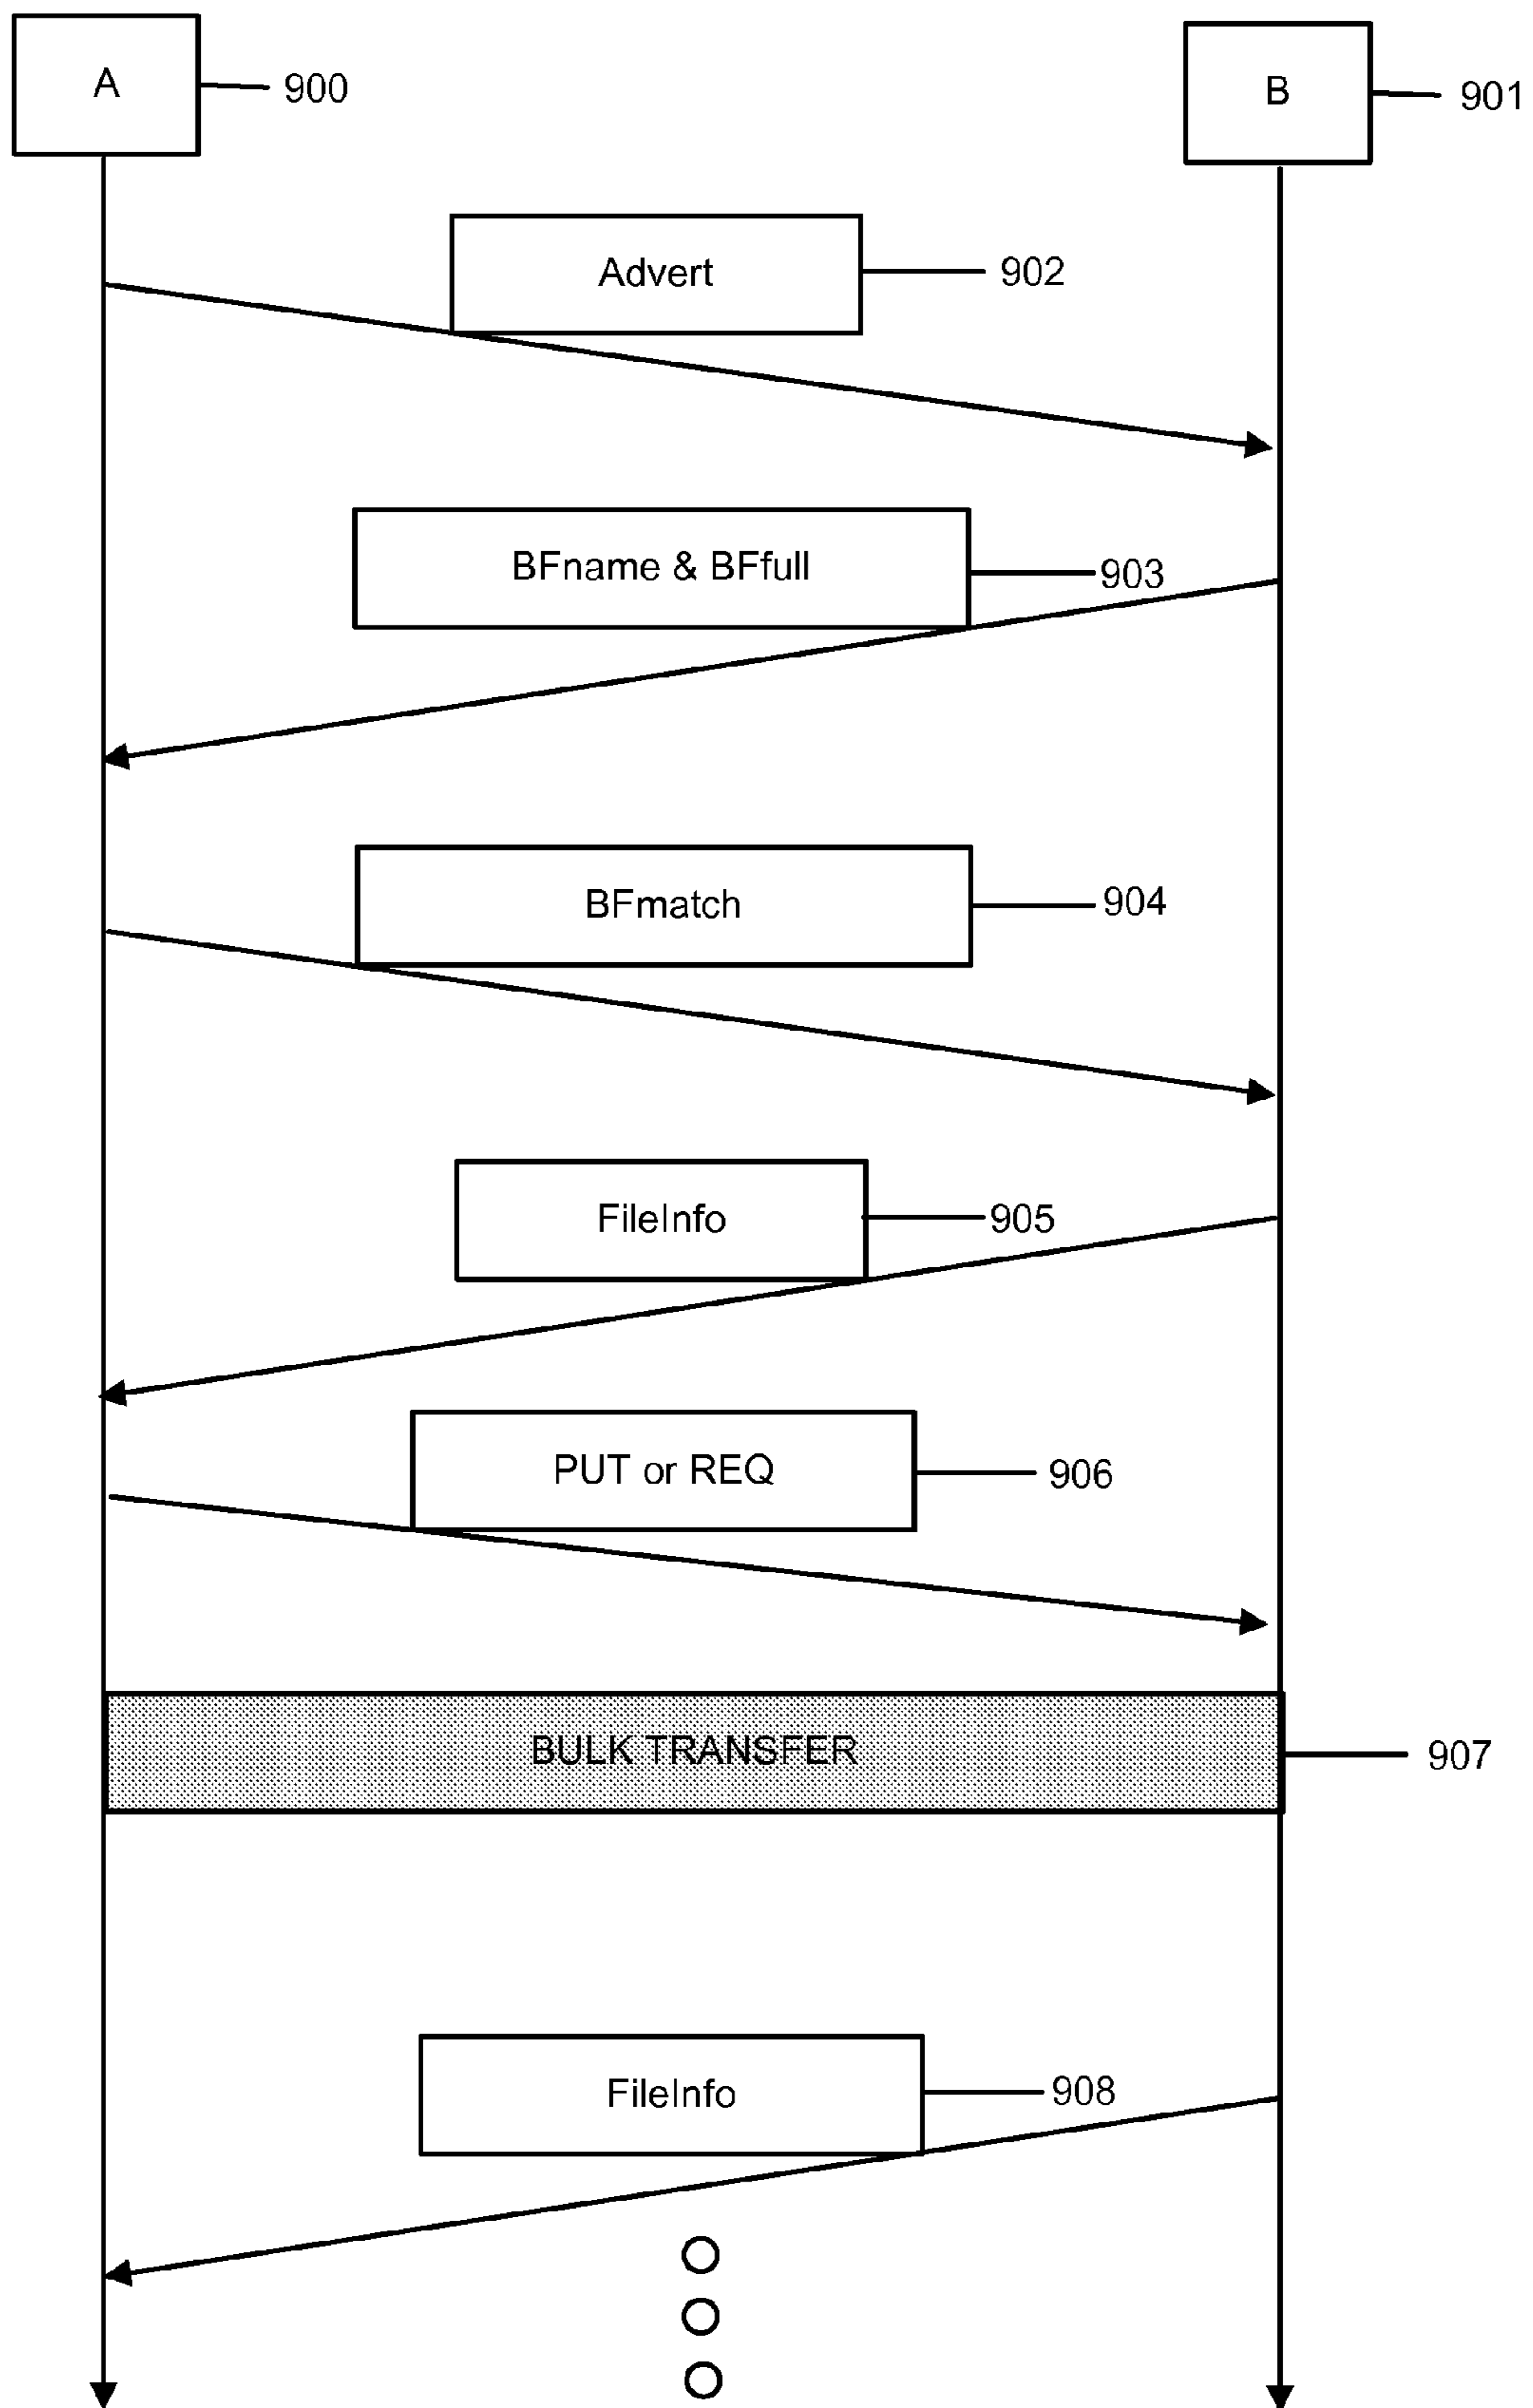 A
900
B
901
Advert
902
BFname & BFfull
903
BFmatch
904
FileInfo
905
PUT or REQ
906
BULK TRANSFER
907
FileInfo
908